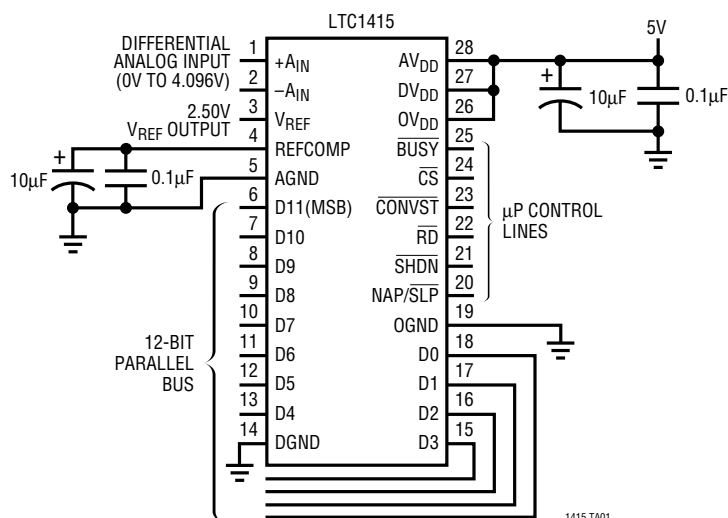 LTC1415
DIFFERENTIAL
ANALOG INPUT
(0V TO 4.096V)
2.50V
VREF OUTPUT
10µF
+
0.1µF
12-BIT
PARALLEL
BUS
1
+AIN
2
–AIN
3
VREF
4
REFCOMP
5
AGND
6
D11(MSB)
7
D10
8
D9
9
D8
10
D7
11
D6
12
D5
13
D4
14
DGND
28
AVDD
27
DVDD
26
OVDD
25
BUSY
24
CS
23
CONVST
22
RD
21
SHDN
20
NAP/SLP
19
OGND
18
D0
17
D1
16
D2
15
D3
5V
+
10µF
0.1µF
µP CONTROL
LINES
1415 TA01